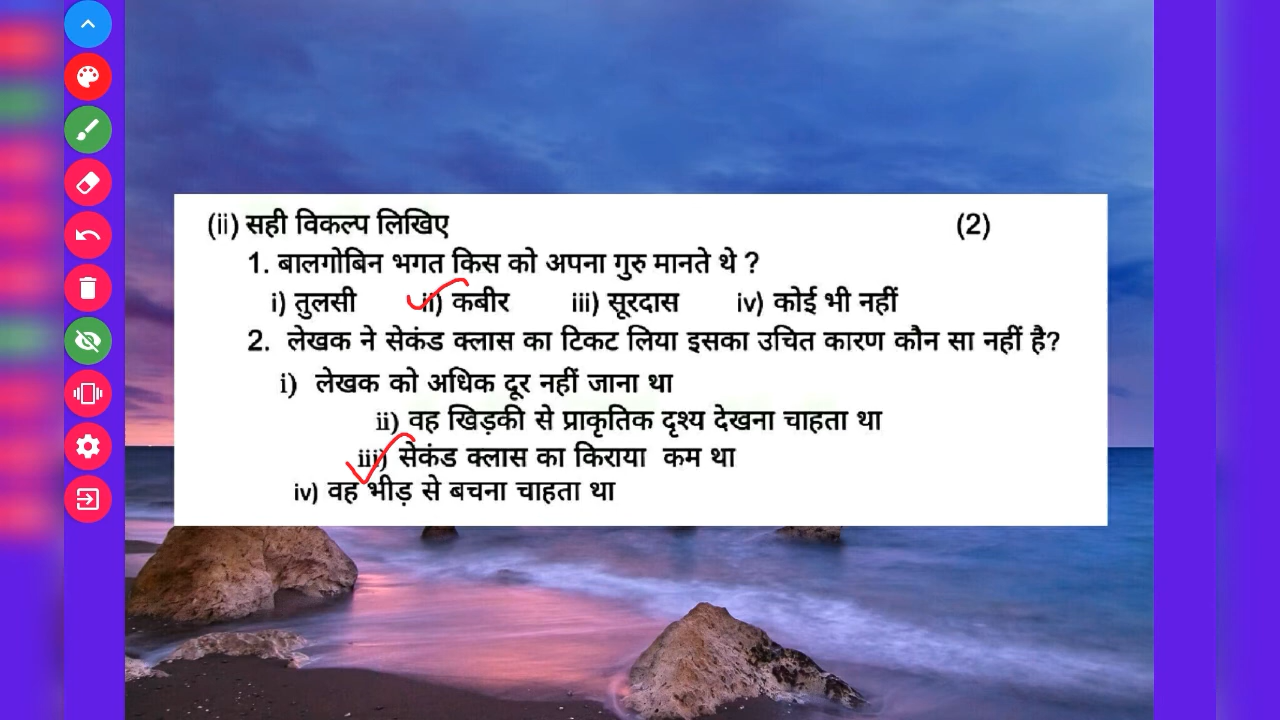 (ii) सही विकल्प लिखिए (2)
1. बालगोबिन भगत किस को अपना गुरु मानते थे ?
i) तुलसी ii) कबीर iii) सूरदास iv) कोई भी नहीं
2. लेखक ने सेकंड क्लास का टिकट लिया इसका उचित कारण कौन सा नहीं है?
i) लेखक को अधिक दूर नहीं जाना था
ii) वह खिड़की से प्राकृतिक दृश्य देखना चाहता था
iii) सेकंड क्लास का किराया कम था
iv) वह भीड़ से बचना चाहता था